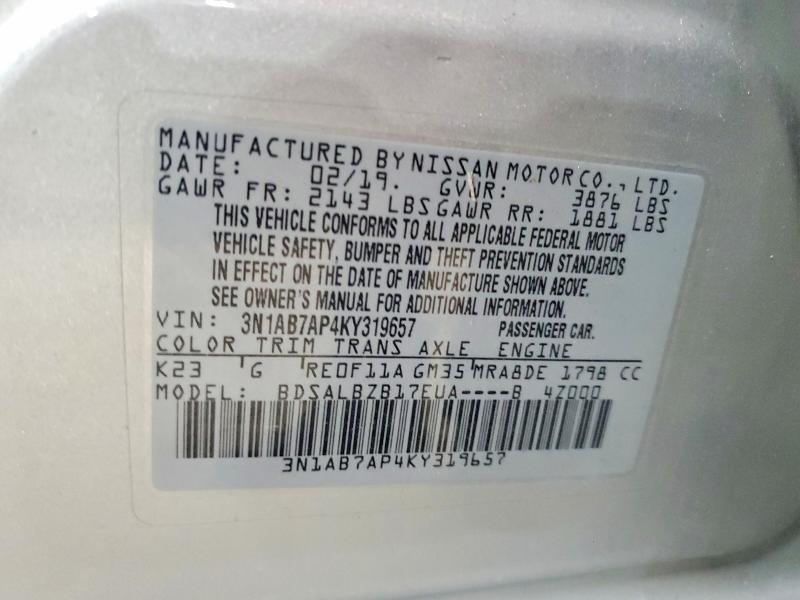 MANUFACTURED BY NISSAN MOTOR CO., LTD.
DATE: 02/19. GVWR: 3876 LBS
GAWR FR: 2143 LBS GAWR RR: 1881 LBS
THIS VEHICLE CONFORMS TO ALL APPLICABLE FEDERAL MOTOR
VEHICLE SAFETY, BUMPER AND THEFT PREVENTION STANDARDS
IN EFFECT ON THE DATE OF MANUFACTURE SHOWN ABOVE.
SEE OWNER'S MANUAL FOR ADDITIONAL INFORMATION.
VIN: 3N1AB7AP4KY319657 PASSENGER CAR.
COLOR TRIM TRANS AXLE ENGINE
K23 G RE0F11A GM35 MRA8DE 1798 CC
MODEL: BDSALBZB17EUA----B 4Z000
3N1AB7AP4KY319657